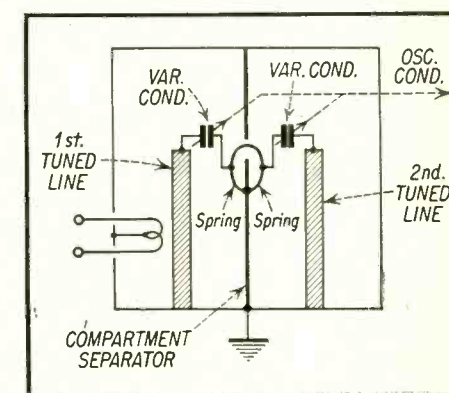 VAR.
COND.
VAR. COND.
OSC.
COND.
1st.
TUNED
LINE
2nd.
TUNED
LINE
Spring
Spring
COMPARTMENT
SEPARATOR